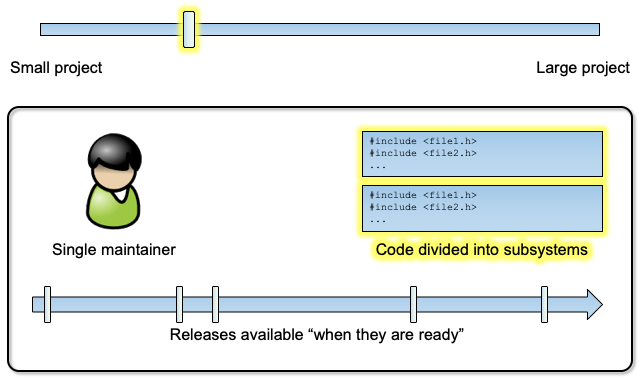 Small project
Large project
#include <file1.h>
#include <file2.h>
...
#include <file1.h>
#include <file2.h>
...
Single maintainer
Code divided into subsystems
Releases available “when they are ready”